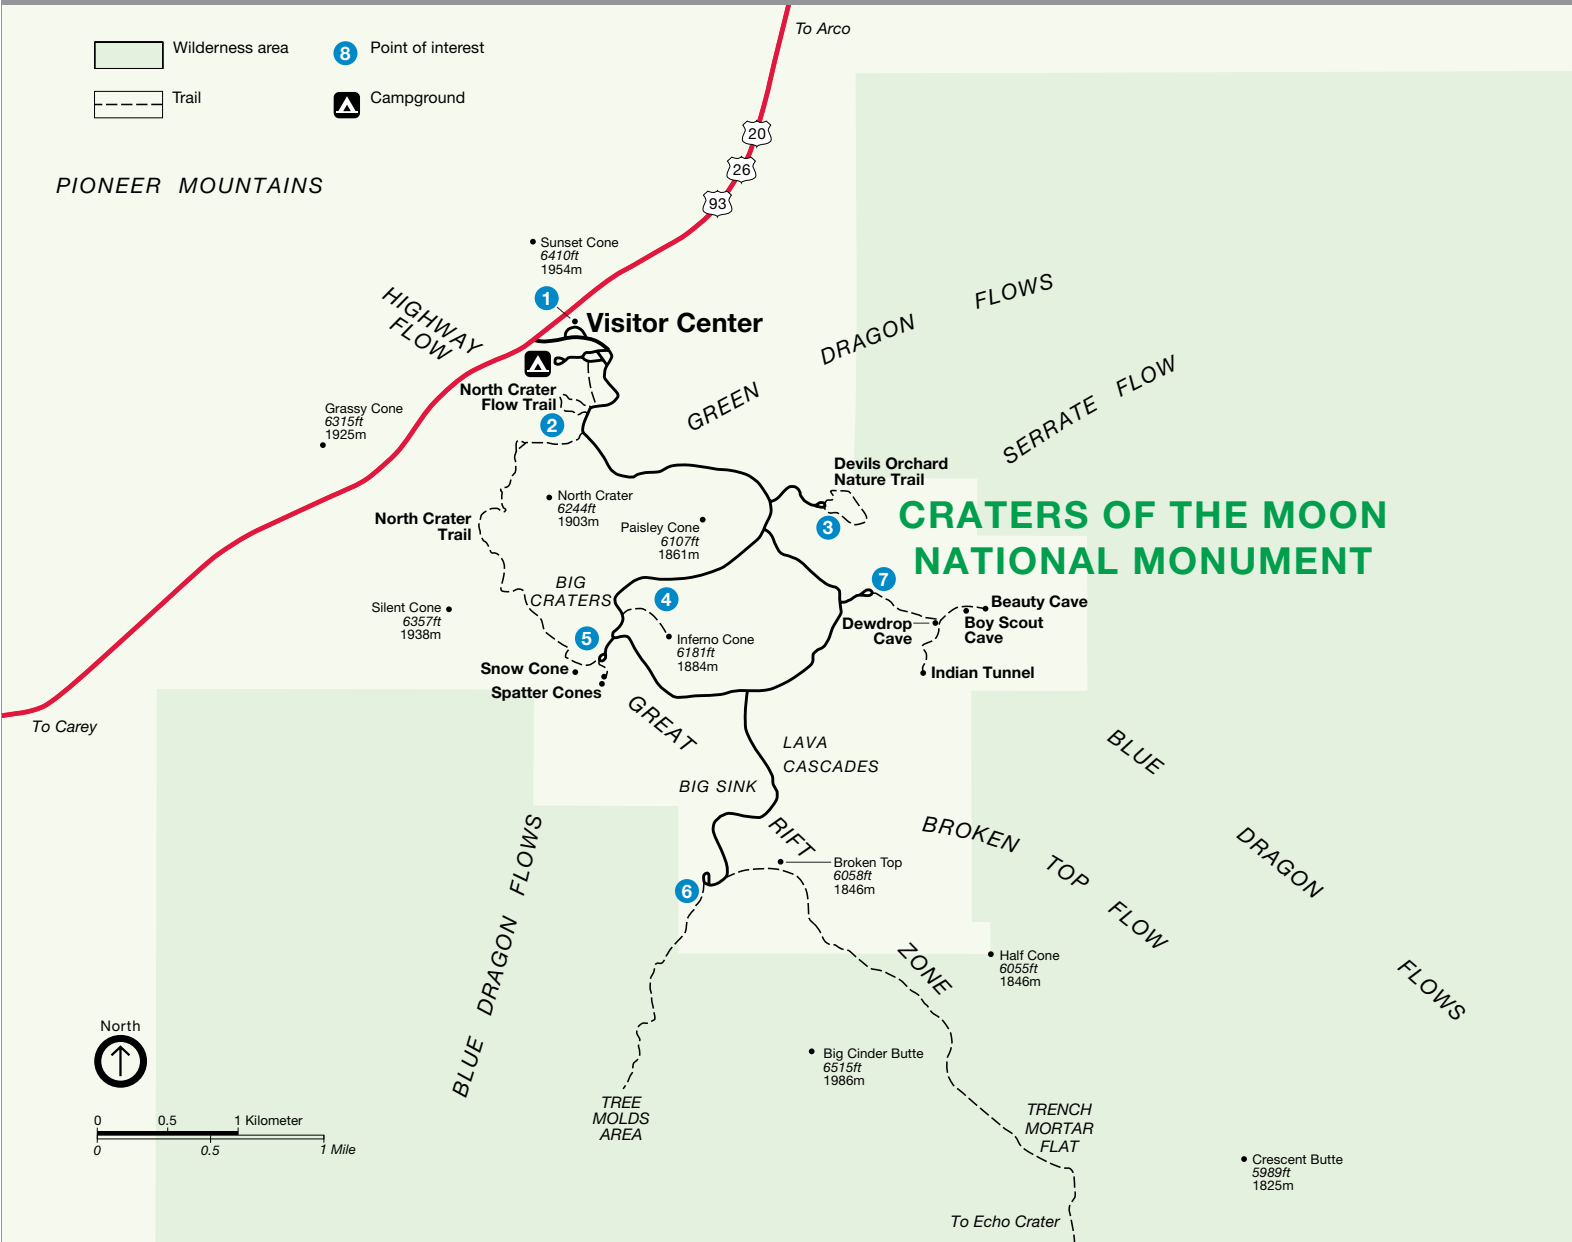 To Arco
Wilderness area
8
Point of interest
Trail
Campground
20
26
93
PIONEER MOUNTAINS
Sunset Cone
6410ft
1954m
1
Visitor Center
HIGHWAY
FLOW
GREEN DRAGON FLOWS
SERRATE FLOW
North Crater
Flow Trail
2
Grassy Cone
6315ft
1925m
Devils Orchard
Nature Trail
3
CRATERS OF THE MOON
NATIONAL MONUMENT
North Crater
6244ft
1903m
Paisley Cone
6107ft
1861m
North Crater
Trail
BIG
CRATERS
4
7
Silent Cone
6357ft
1938m
Beauty Cave
Boy Scout
Cave
Dewdrop
Cave
Indian Tunnel
5
Inferno Cone
6181ft
1884m
Snow Cone
Spatter Cones
To Carey
GREAT RIFT ZONE
LAVA
CASCADES
BIG SINK
BLUE DRAGON FLOWS
BROKEN TOP FLOW
BLUE DRAGON FLOWS
Broken Top
6058ft
1846m
6
Half Cone
6055ft
1846m
North
Big Cinder Butte
6515ft
1986m
TREE
MOLDS
AREA
TRENCH
MORTAR
FLAT
0 0.5 1 Kilometer
0 0.5 1 Mile
Crescent Butte
5989ft
1825m
To Echo Crater